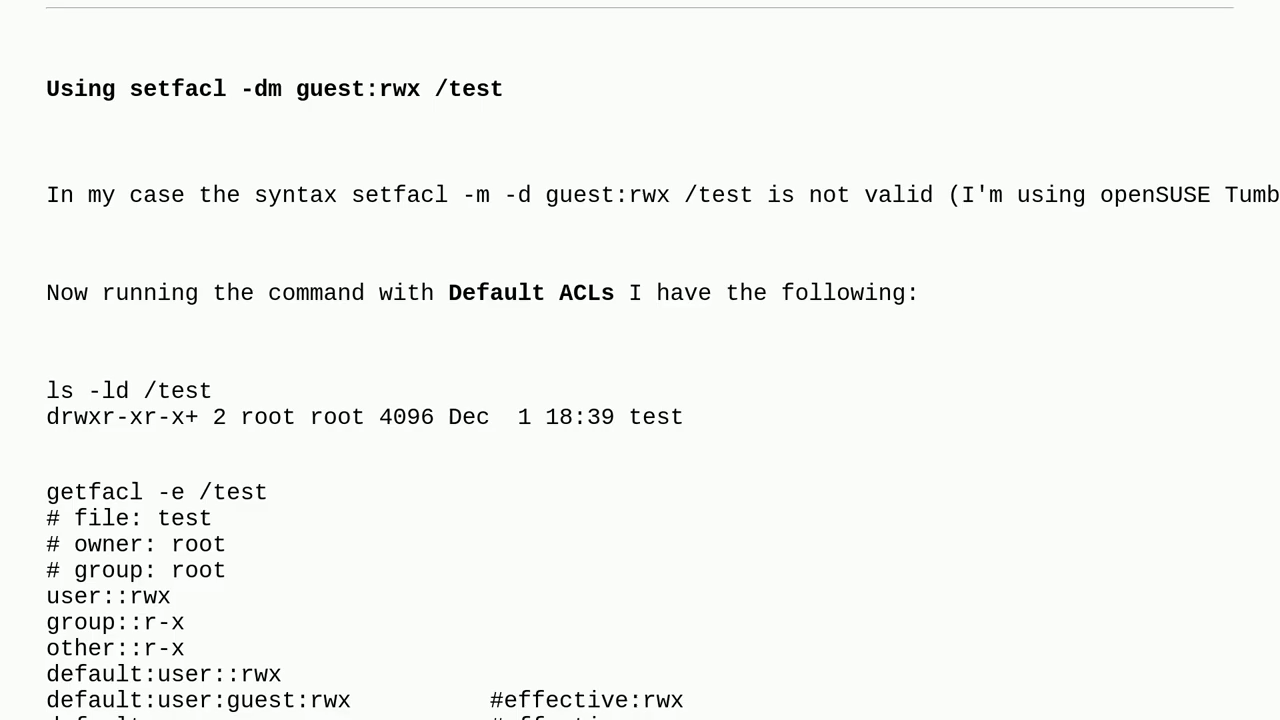 Using setfacl -dm guest:rwx /test
In my case the syntax setfacl -m -d guest:rwx /test is not valid (I'm using openSUSE Tumb
Now running the command with Default ACLs I have the following:
ls -ld /test
drwxr-xr-x+ 2 root root 4096 Dec  1 18:39 test
getfacl -e /test
# file: test
# owner: root
# group: root
user::rwx
group::r-x
other::r-x
default:user::rwx
default:user:guest:rwx          #effective:rwx